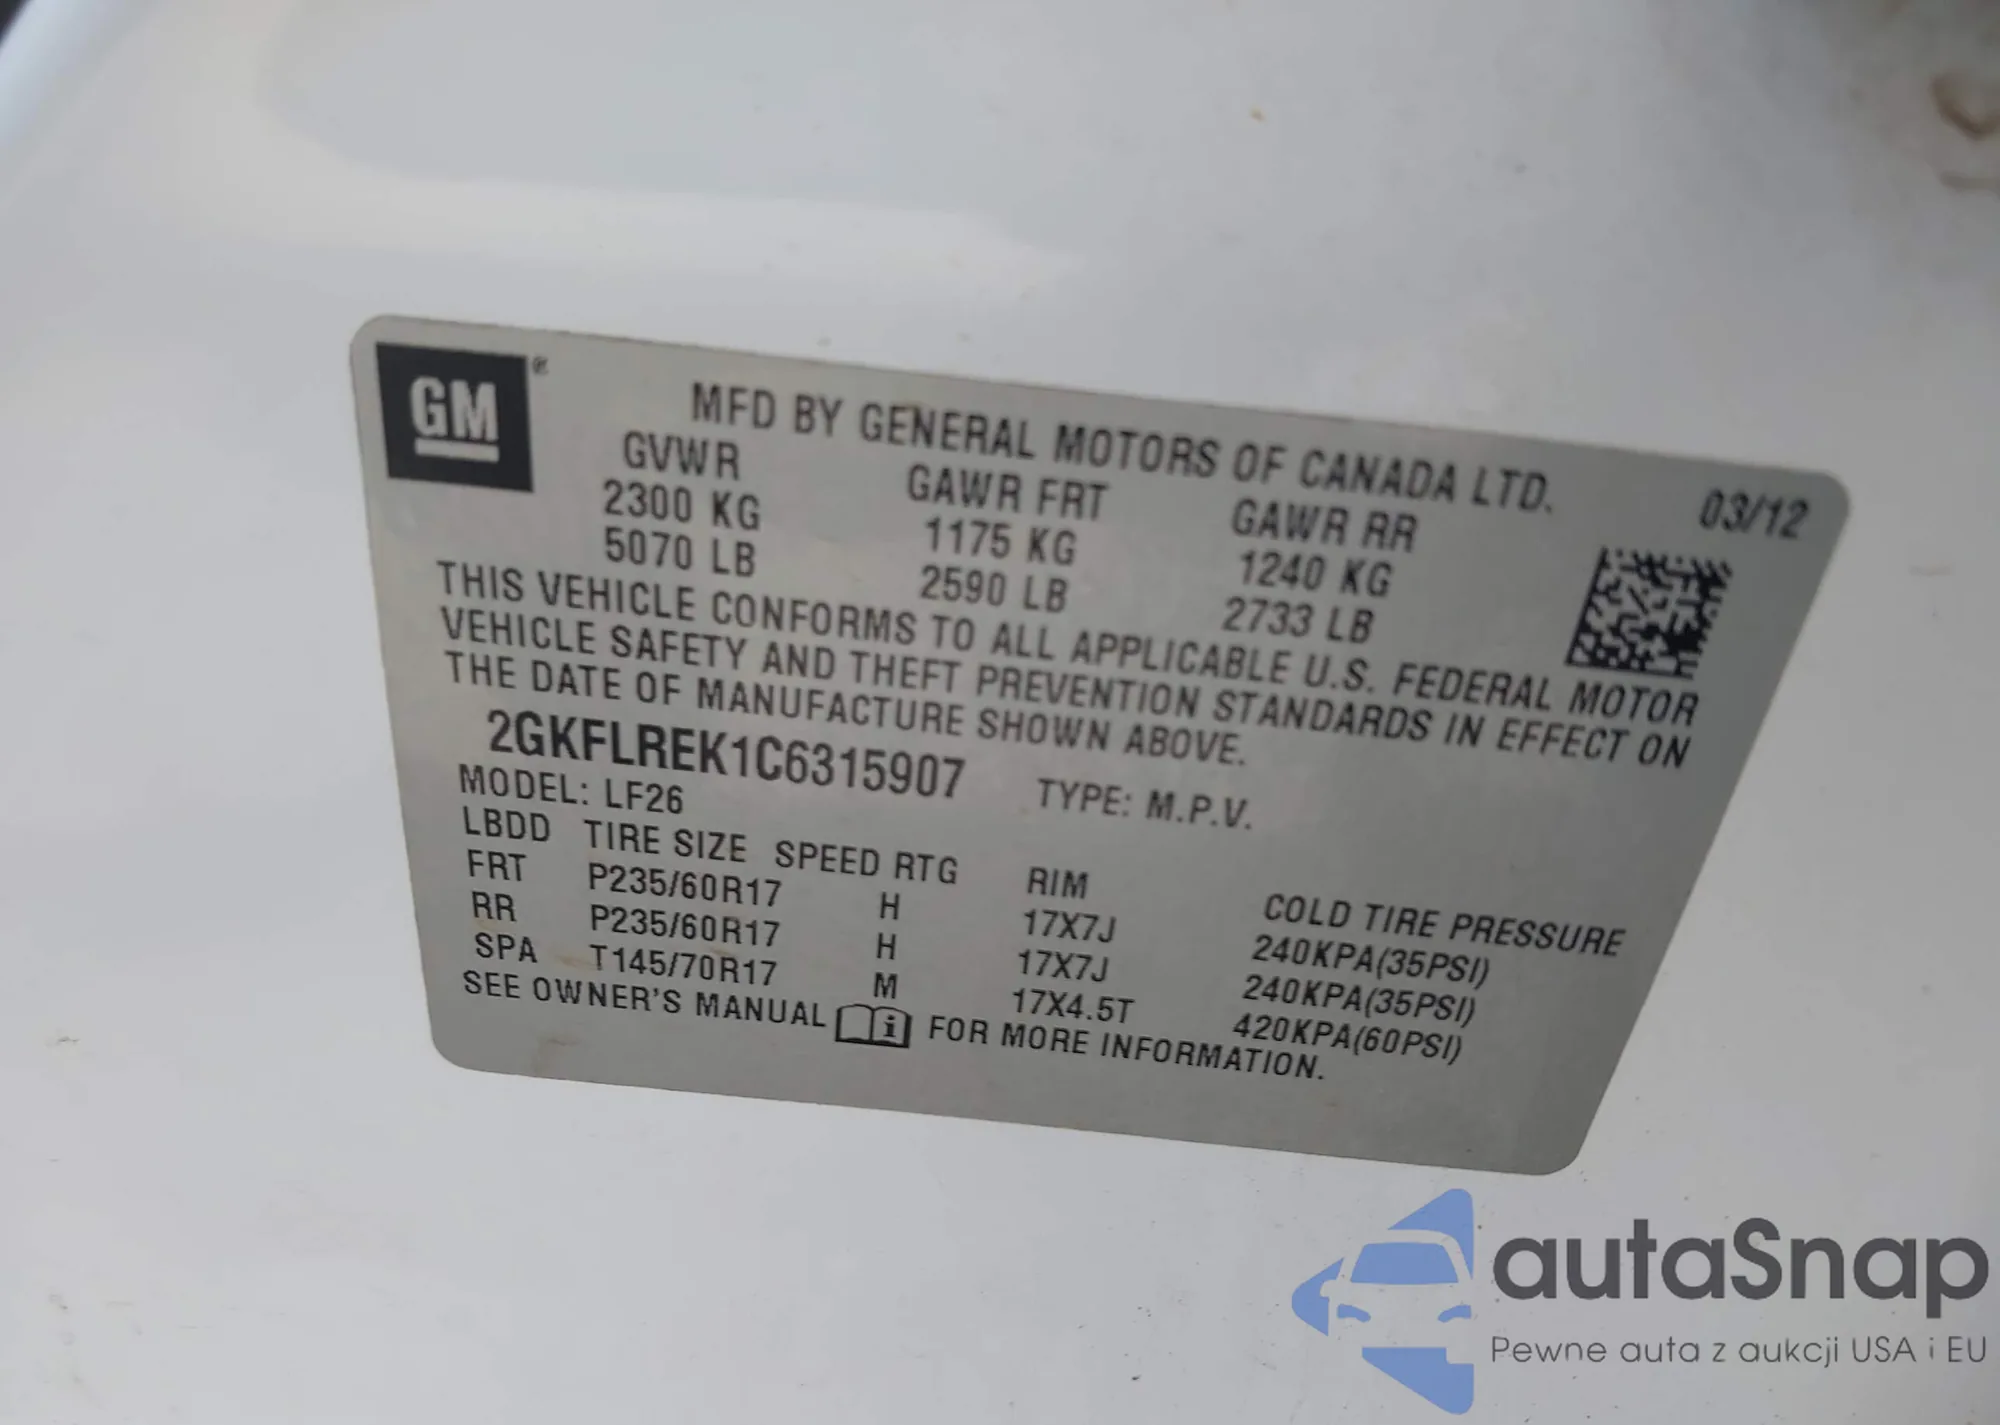 GM®
MFD BY GENERAL MOTORS OF CANADA LTD.
03/12
GVWR GAWR FRT GAWR RR
2300 KG 1175 KG 1240 KG
5070 LB 2590 LB 2733 LB
THIS VEHICLE CONFORMS TO ALL APPLICABLE U.S. FEDERAL MOTOR
VEHICLE SAFETY AND THEFT PREVENTION STANDARDS IN EFFECT ON
THE DATE OF MANUFACTURE SHOWN ABOVE.
2GKFLREK1C6315907 TYPE: M.P.V.
MODEL: LF26
LBDD TIRE SIZE SPEED RTG RIM COLD TIRE PRESSURE
FRT P235/60R17 H 17X7J 240KPA(35PSI)
RR P235/60R17 H 17X7J 240KPA(35PSI)
SPA T145/70R17 M 17X4.5T 420KPA(60PSI)
SEE OWNER'S MANUAL i FOR MORE INFORMATION.
autaSnap
Pewne auta z aukcji USA i EU